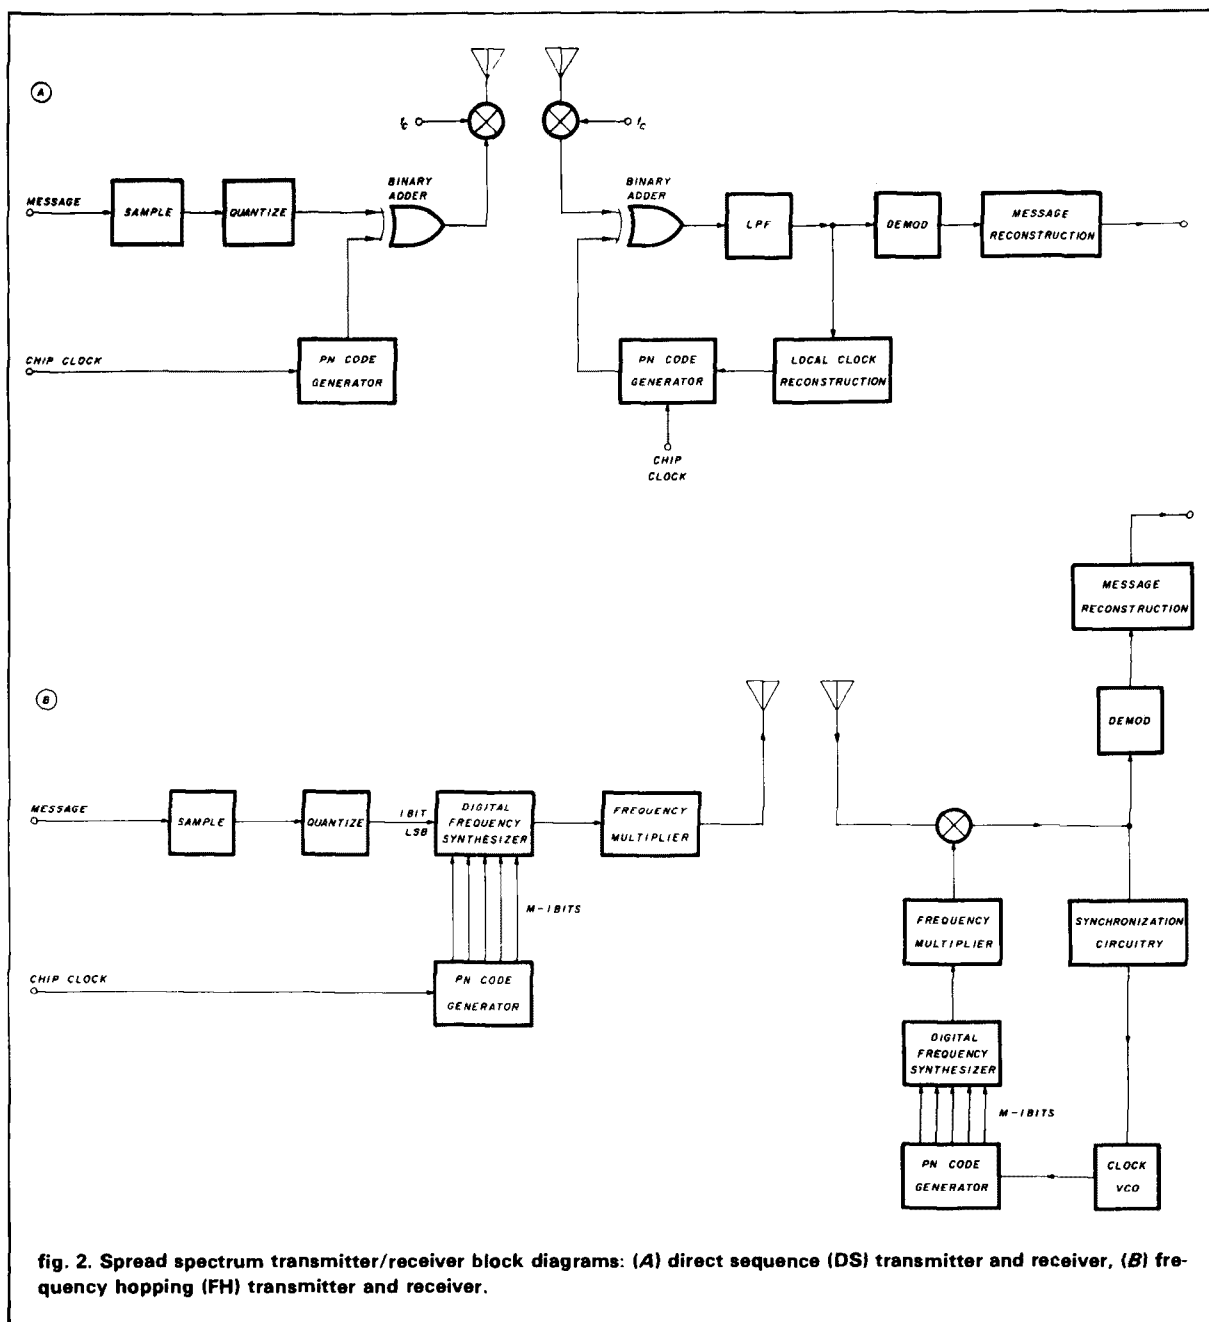 A
fc
fc
MESSAGE
SAMPLE
QUANTIZE
BINARY
ADDER
BINARY
ADDER
LPF
DEMOD
MESSAGE
RECONSTRUCTION
CHIP CLOCK
PN CODE
GENERATOR
PN CODE
GENERATOR
LOCAL CLOCK
RECONSTRUCTION
CHIP
CLOCK
MESSAGE
RECONSTRUCTION
B
DEMOD
MESSAGE
SAMPLE
QUANTIZE
1 BIT
LSB
DIGITAL
FREQUENCY
SYNTHESIZER
FREQUENCY
MULTIPLIER
M-1 BITS
FREQUENCY
MULTIPLIER
SYNCHRONIZATION
CIRCUITRY
CHIP CLOCK
PN CODE
GENERATOR
DIGITAL
FREQUENCY
SYNTHESIZER
M-1 BITS
PN CODE
GENERATOR
CLOCK
VCO
fig. 2. Spread spectrum transmitter/receiver block diagrams: (A) direct sequence (DS) transmitter and receiver, (B) fre-
quency hopping (FH) transmitter and receiver.